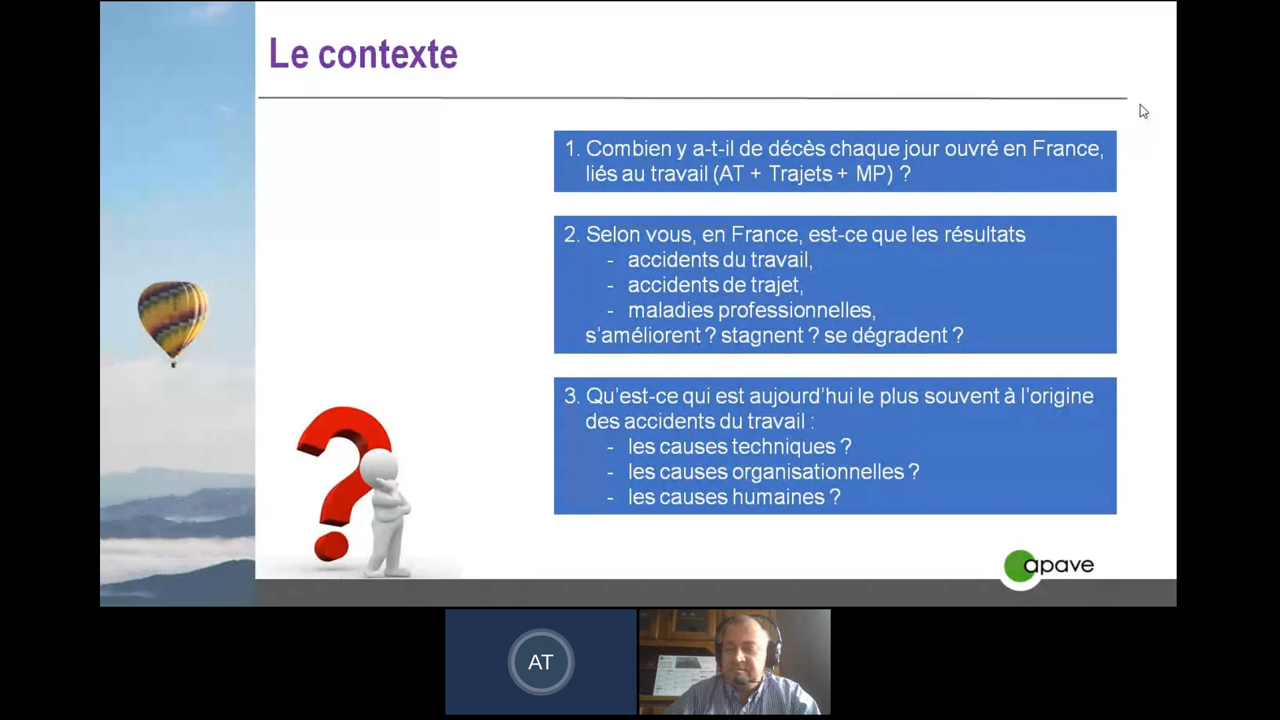 Le contexte
1. Combien y a-t-il de décès chaque jour ouvré en France,
liés au travail (AT + Trajets + MP) ?
2. Selon vous, en France, est-ce que les résultats
- accidents du travail,
- accidents de trajet,
- maladies professionnelles,
s’améliorent ? stagnent ? se dégradent ?
3. Qu’est-ce qui est aujourd’hui le plus souvent à l’origine
des accidents du travail :
- les causes techniques ?
- les causes organisationnelles ?
- les causes humaines ?
apave
AT